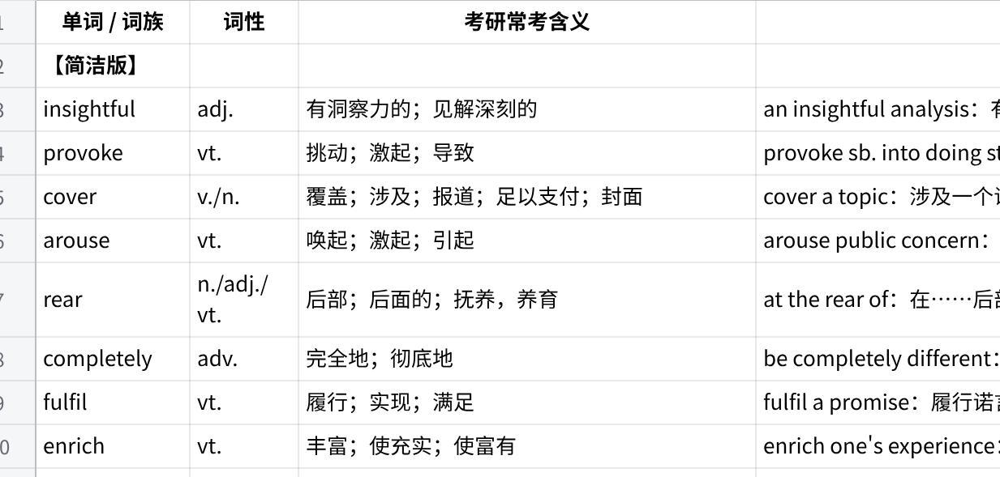 单词 / 词族 词性 考研常考含义
【简洁版】
3 insightful adj. 有洞察力的；见解深刻的 an insightful analysis：
4 provoke vt. 挑动；激起；导致 provoke sb. into doing
5 cover v./n. 覆盖；涉及；报道；足以支付；封面 cover a topic：涉及一个
6 arouse vt. 唤起；激起；引起 arouse public concern：
7 rear n./adj./ 后部；后面的；抚养，养育 at the rear of：在……后
vt.
8 completely adv. 完全地；彻底地 be completely different：
9 fulfil vt. 履行；实现；满足 fulfil a promise：履行诺
0 enrich vt. 丰富；使充实；使富有 enrich one's experience